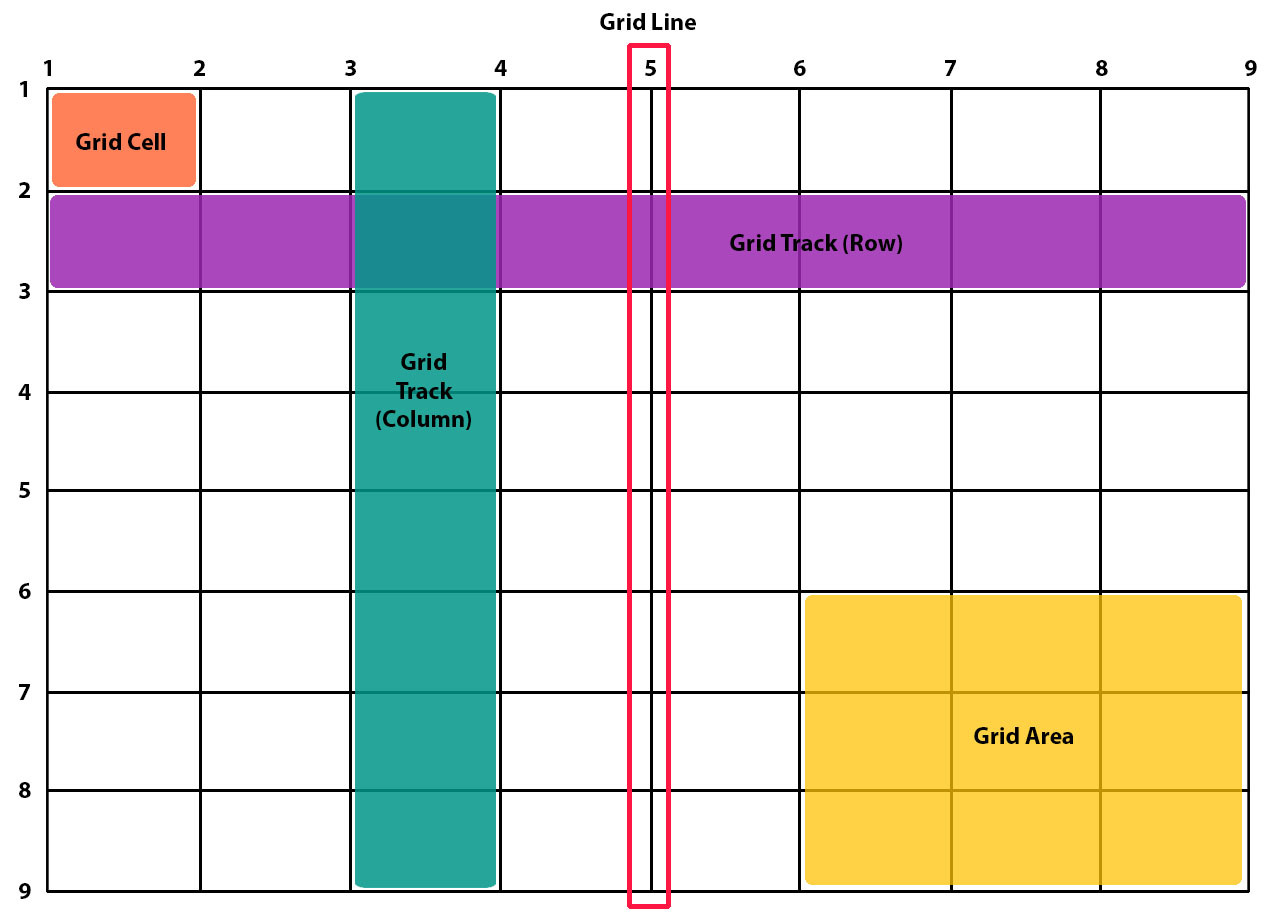 Grid Line
1 2 3 4 5 6 7 8 9
1
Grid Cell
2
Grid Track (Row)
3
Grid
Track
(Column)
4
5
6
7
Grid Area
8
9